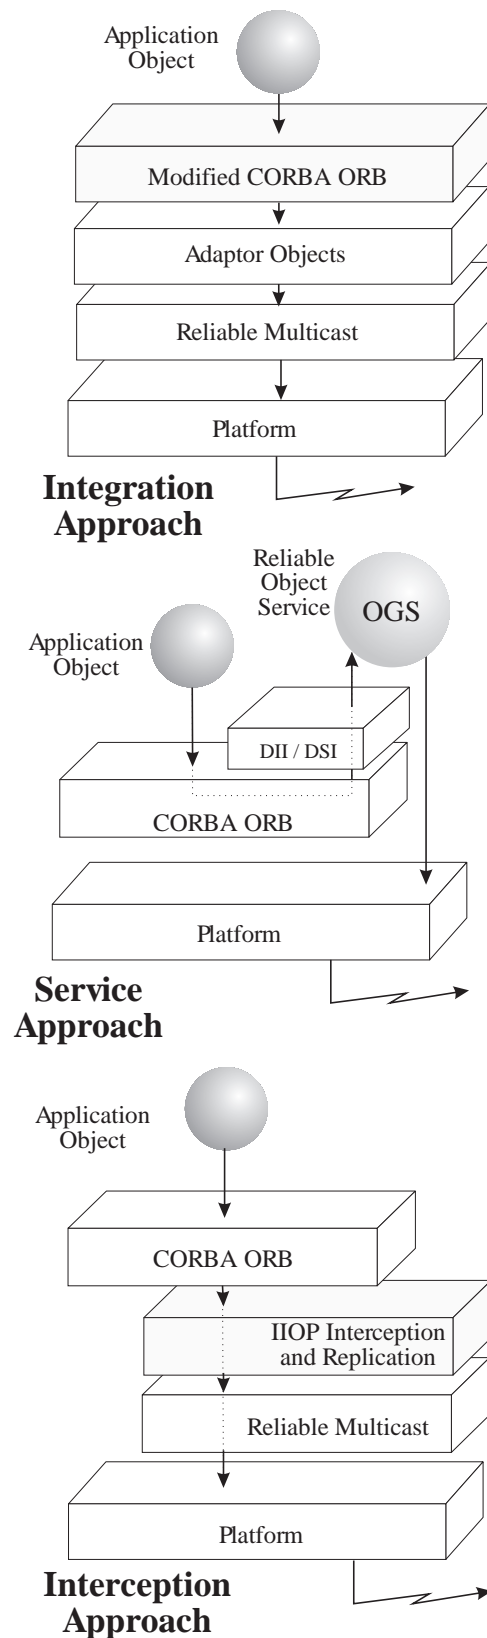 Application
Object
Modified CORBA ORB
Adaptor Objects
Reliable Multicast
Platform
Integration
Approach
Reliable
Object
Service
OGS
Application
Object
DII / DSI
CORBA ORB
Platform
Service
Approach
Application
Object
CORBA ORB
IIOP Interception
and Replication
Reliable Multicast
Platform
Interception
Approach